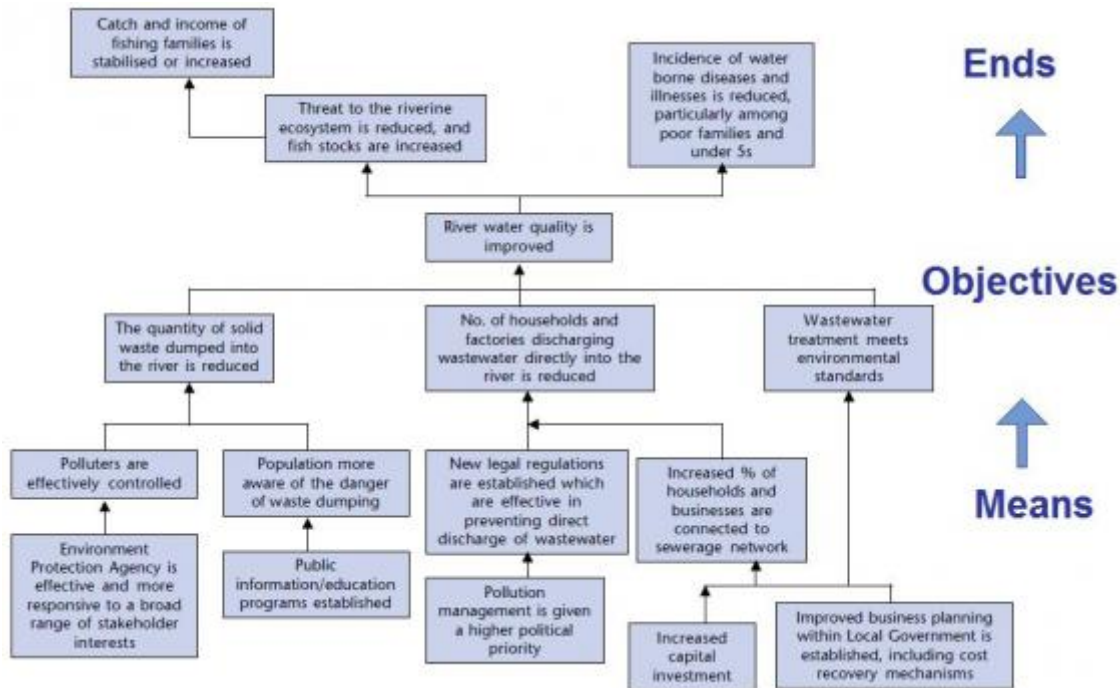 Catch and income of
fishing families is
stabilised or increased
Incidence of water
borne diseases and
illnesses is reduced,
particularly among
poor families and
under 5s
Ends
Threat to the riverine
ecosystem is reduced, and
fish stocks are increased
River water quality is
improved
Objectives
The quantity of solid
waste dumped into
the river is reduced
No. of households and
factories discharging
wastewater directly into the
river is reduced
Wastewater
treatment meets
environmental
standards
Polluters are
effectively controlled
Population more
aware of the danger
of waste dumping
New legal regulations
are established which
are effective in
preventing direct
discharge of wastewater
Increased % of
households and
businesses are
connected to
sewerage network
Means
Environment
Protection Agency is
effective and more
responsive to a broad
range of stakeholder
interests
Public
information/education
programs established
Pollution
management is given
a higher political
priority
Increased
capital
investment
Improved business planning
within Local Government is
established, including cost
recovery mechanisms